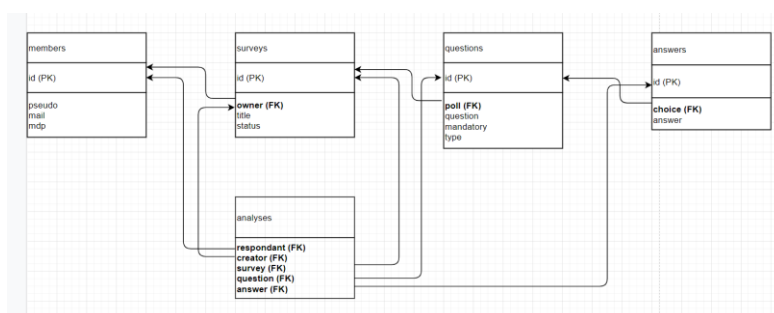 members
id (PK)
pseudo
mail
mdp
surveys
id (PK)
owner (FK)
title
status
questions
id (PK)
poll (FK)
question
mandatory
type
answers
id (PK)
choice (FK)
answer
analyses
respondant (FK)
creator (FK)
survey (FK)
question (FK)
answer (FK)